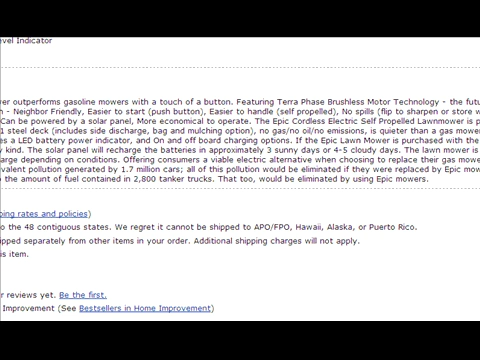 evel Indicator
wer outperforms gasoline mowers with a touch of a button. Featuring Terra Phase Brushless Motor Technology - the futu
n - Neighbor Friendly, Easier to start (push button), Easier to handle (self propelled), No spills (flip to sharpen or store w
Can be powered by a solar panel, More economical to operate. The Epic Cordless Electric Self Propelled Lawnmower is p
1 steel deck (includes side discharge, bag and mulching option), no gas/no oil/no emissions, is quieter than a gas mower
es a LED battery power indicator, and On and off board charging options. If the Epic Lawn Mower is purchased with the
y kind. The solar panel will recharge the batteries in approximately 3 sunny days or 4-5 cloudy days. The lawn mower is
arge depending on conditions. Offering consumers a viable electric alternative when choosing to replace their gas mowe
valent pollution generated by 1.7 million cars; all of this pollution would be eliminated if they were replaced by Epic mow
o the amount of fuel contained in 2,800 tanker trucks. That too, would be eliminated by using Epic mowers.
ping rates and policies)
o the 48 contiguous states. We regret it cannot be shipped to APO/FPO, Hawaii, Alaska, or Puerto Rico.
ipped separately from other items in your order. Additional shipping charges will not apply.
is item.
r reviews yet. Be the first.
Improvement (See Bestsellers in Home Improvement)